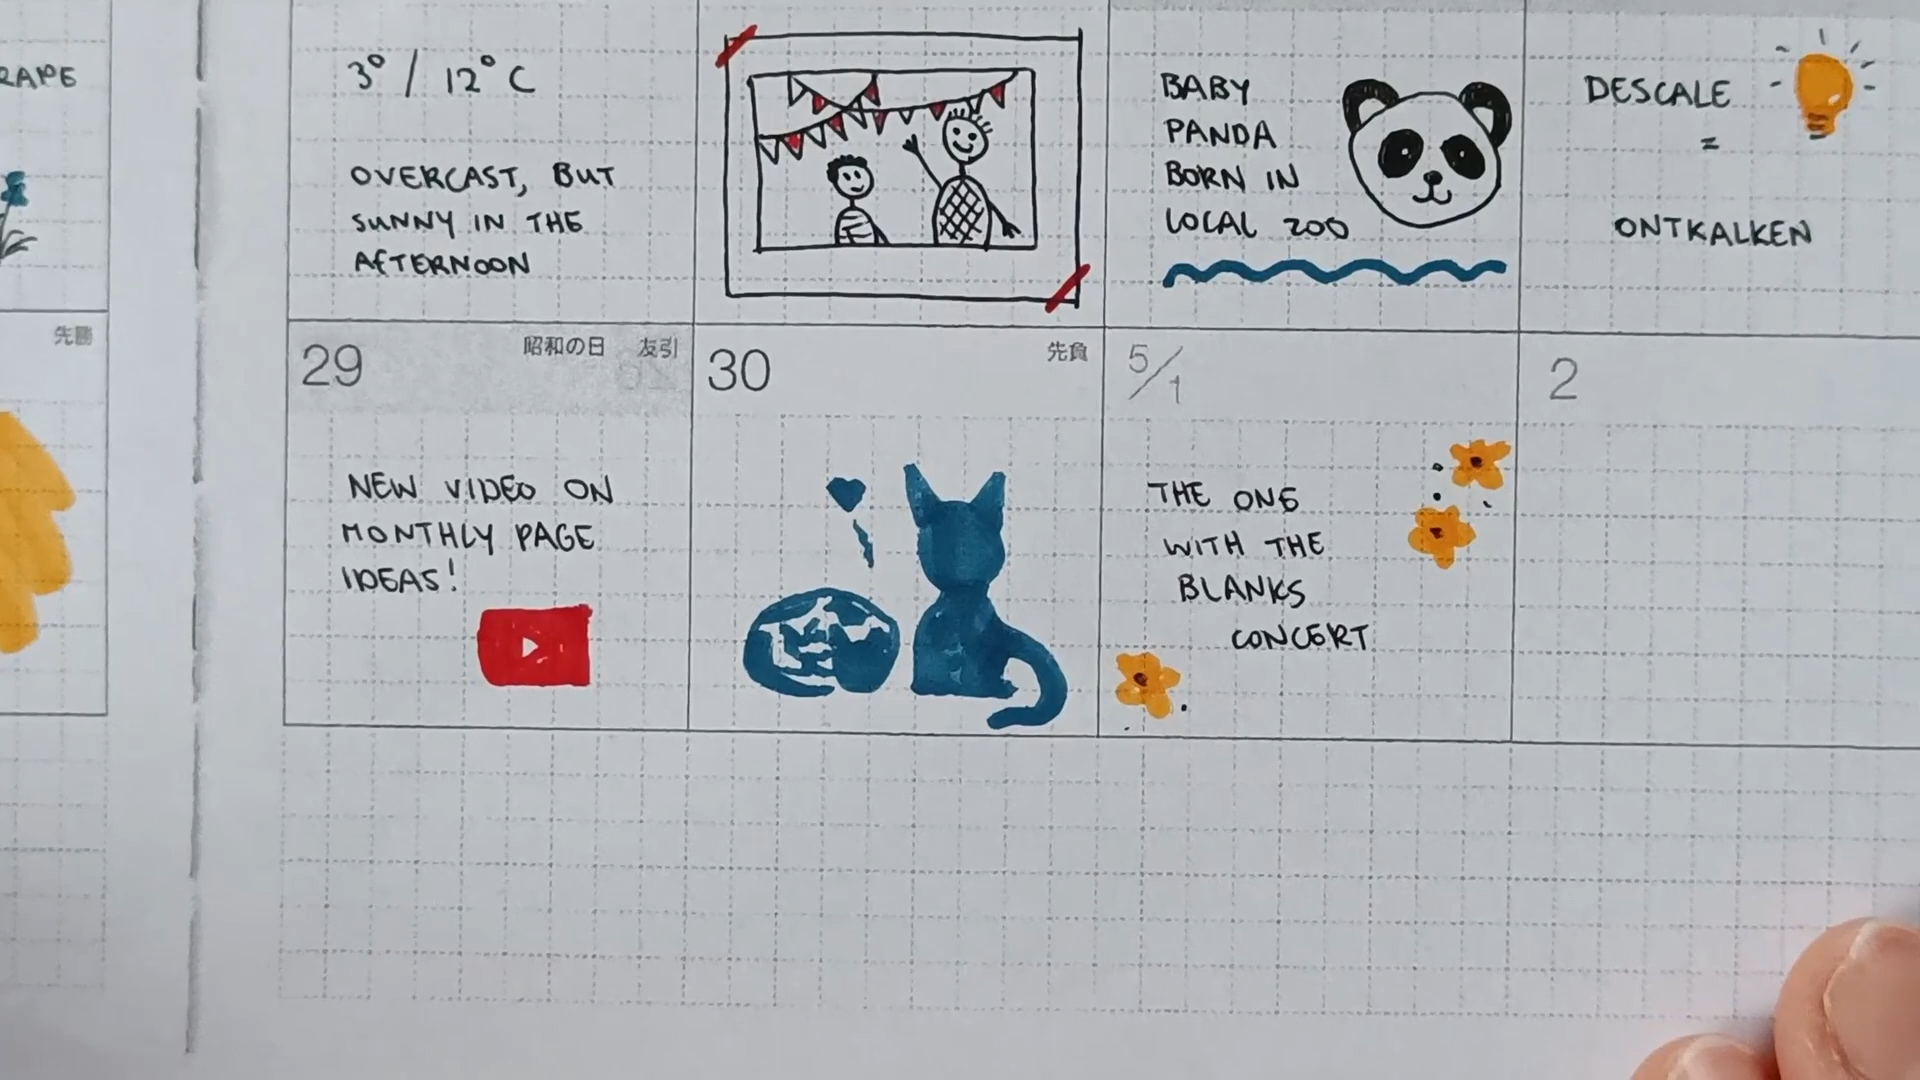 RAPE
3° / 12° C
OVERCAST, BUT
SUNNY IN THE
AFTERNOON
BABY
PANDA
BORN IN
LOCAL ZOO
DESCALE
=
ONTKALKEN
先勝
29 昭和の日 友引
NEW VIDEO ON
MONTHLY PAGE
IDEAS!
30 先負
5/1
THE ONE
WITH THE
BLANKS
CONCERT
2